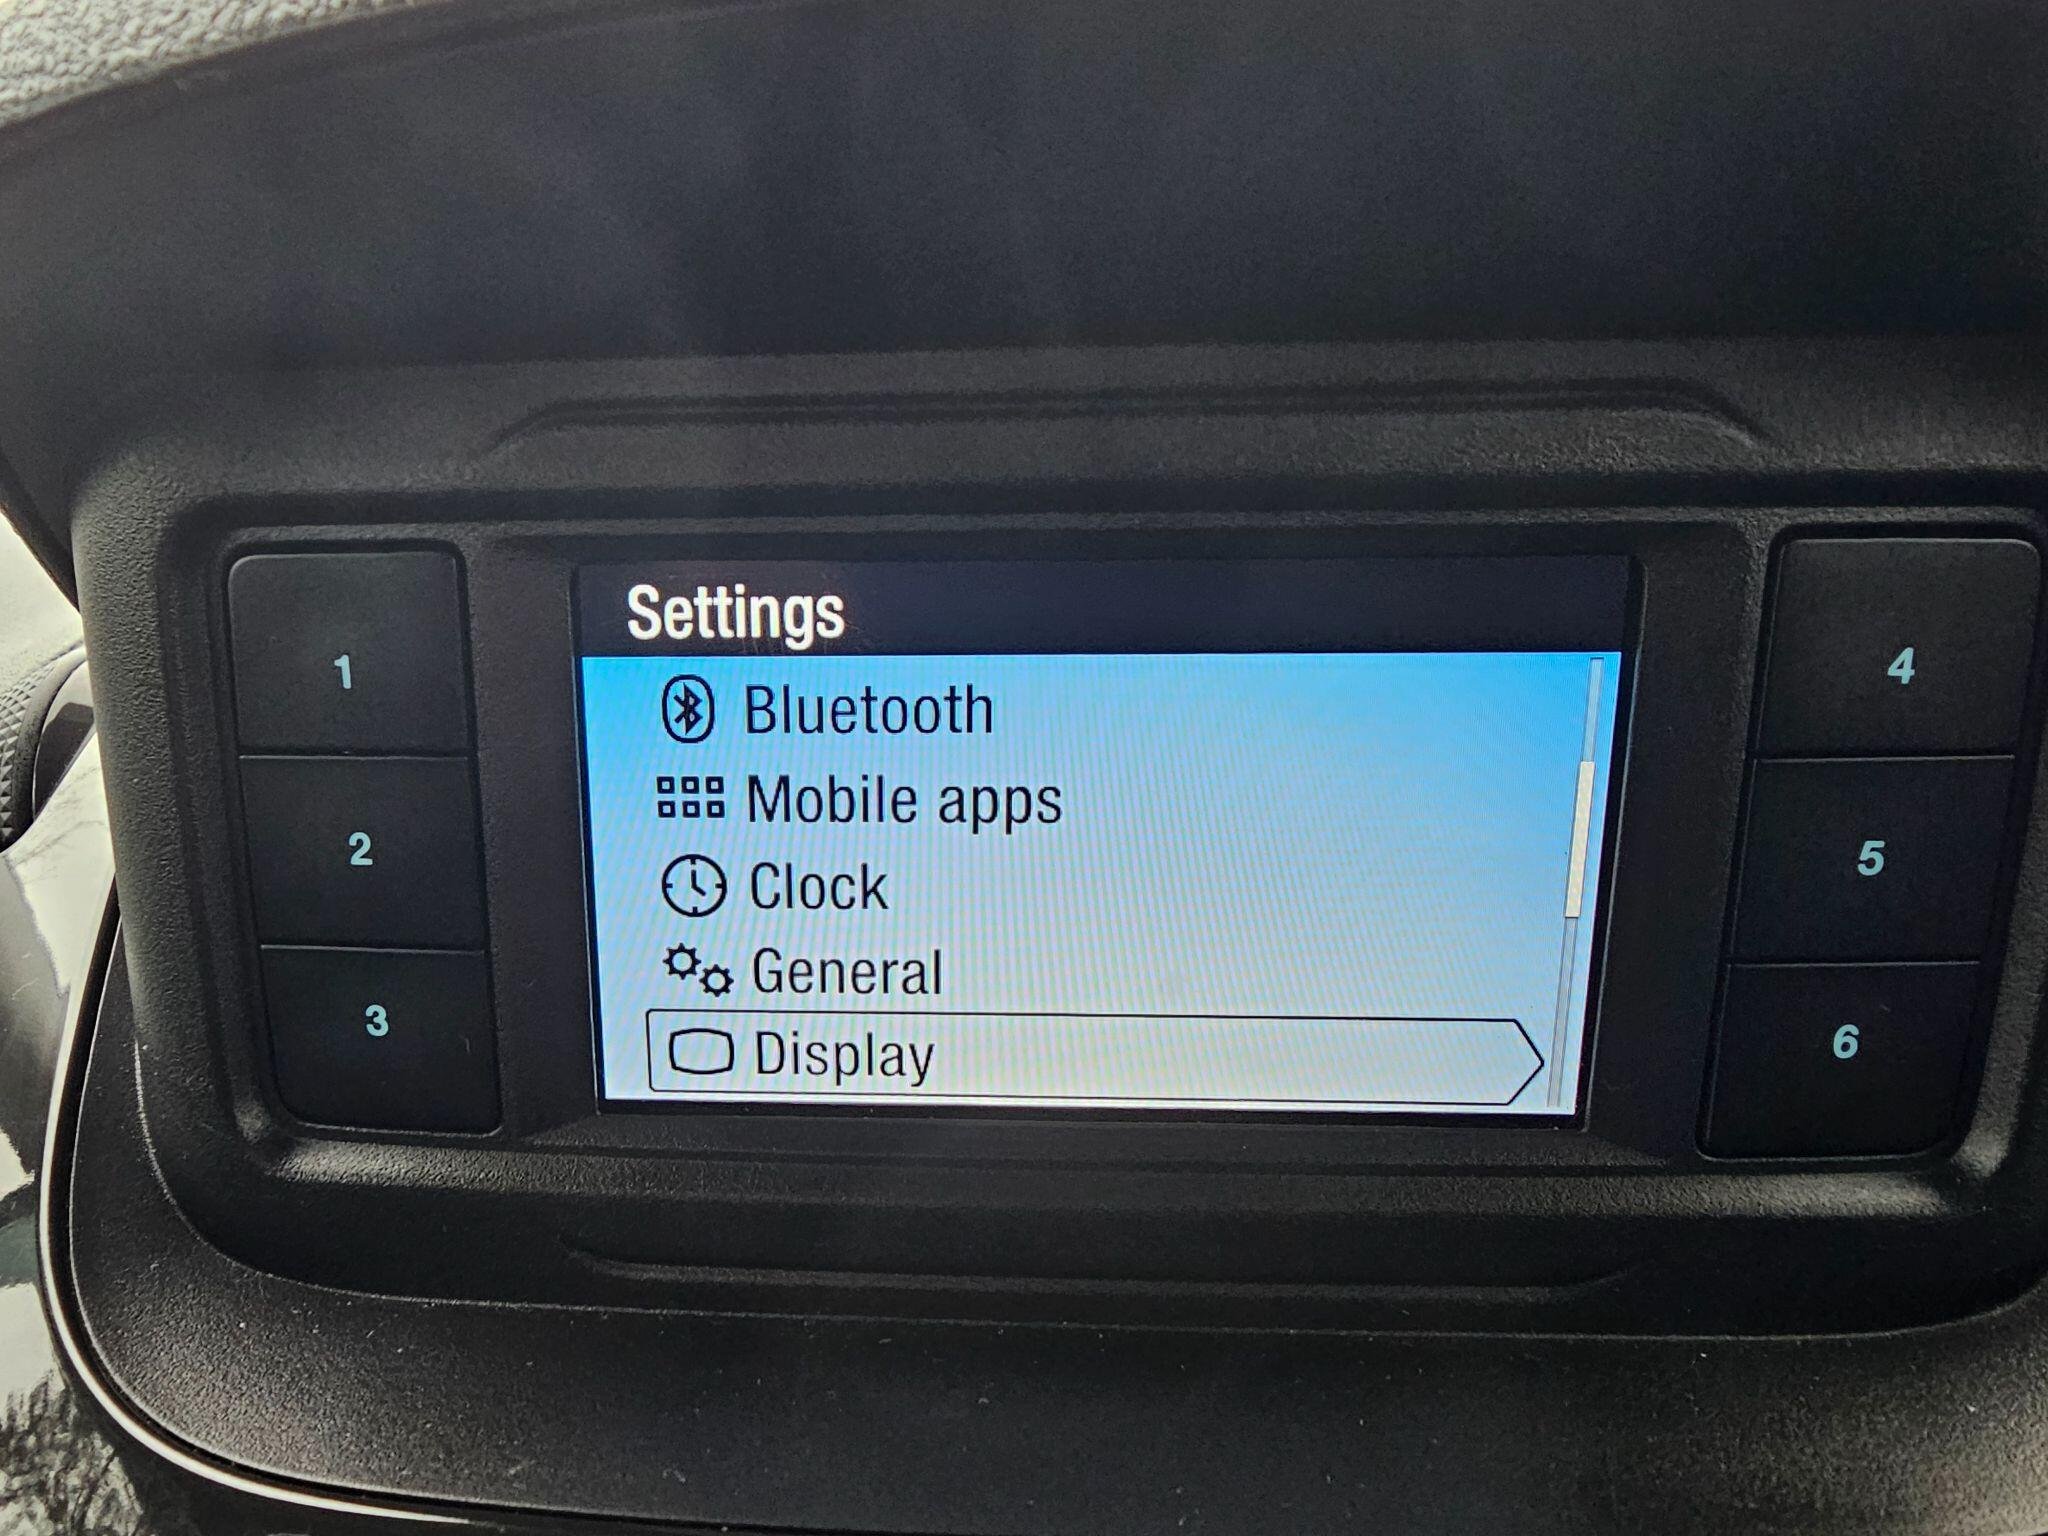 Settings
1
Bluetooth
4
2
Mobile apps
Clock
5
General
3
Display
6